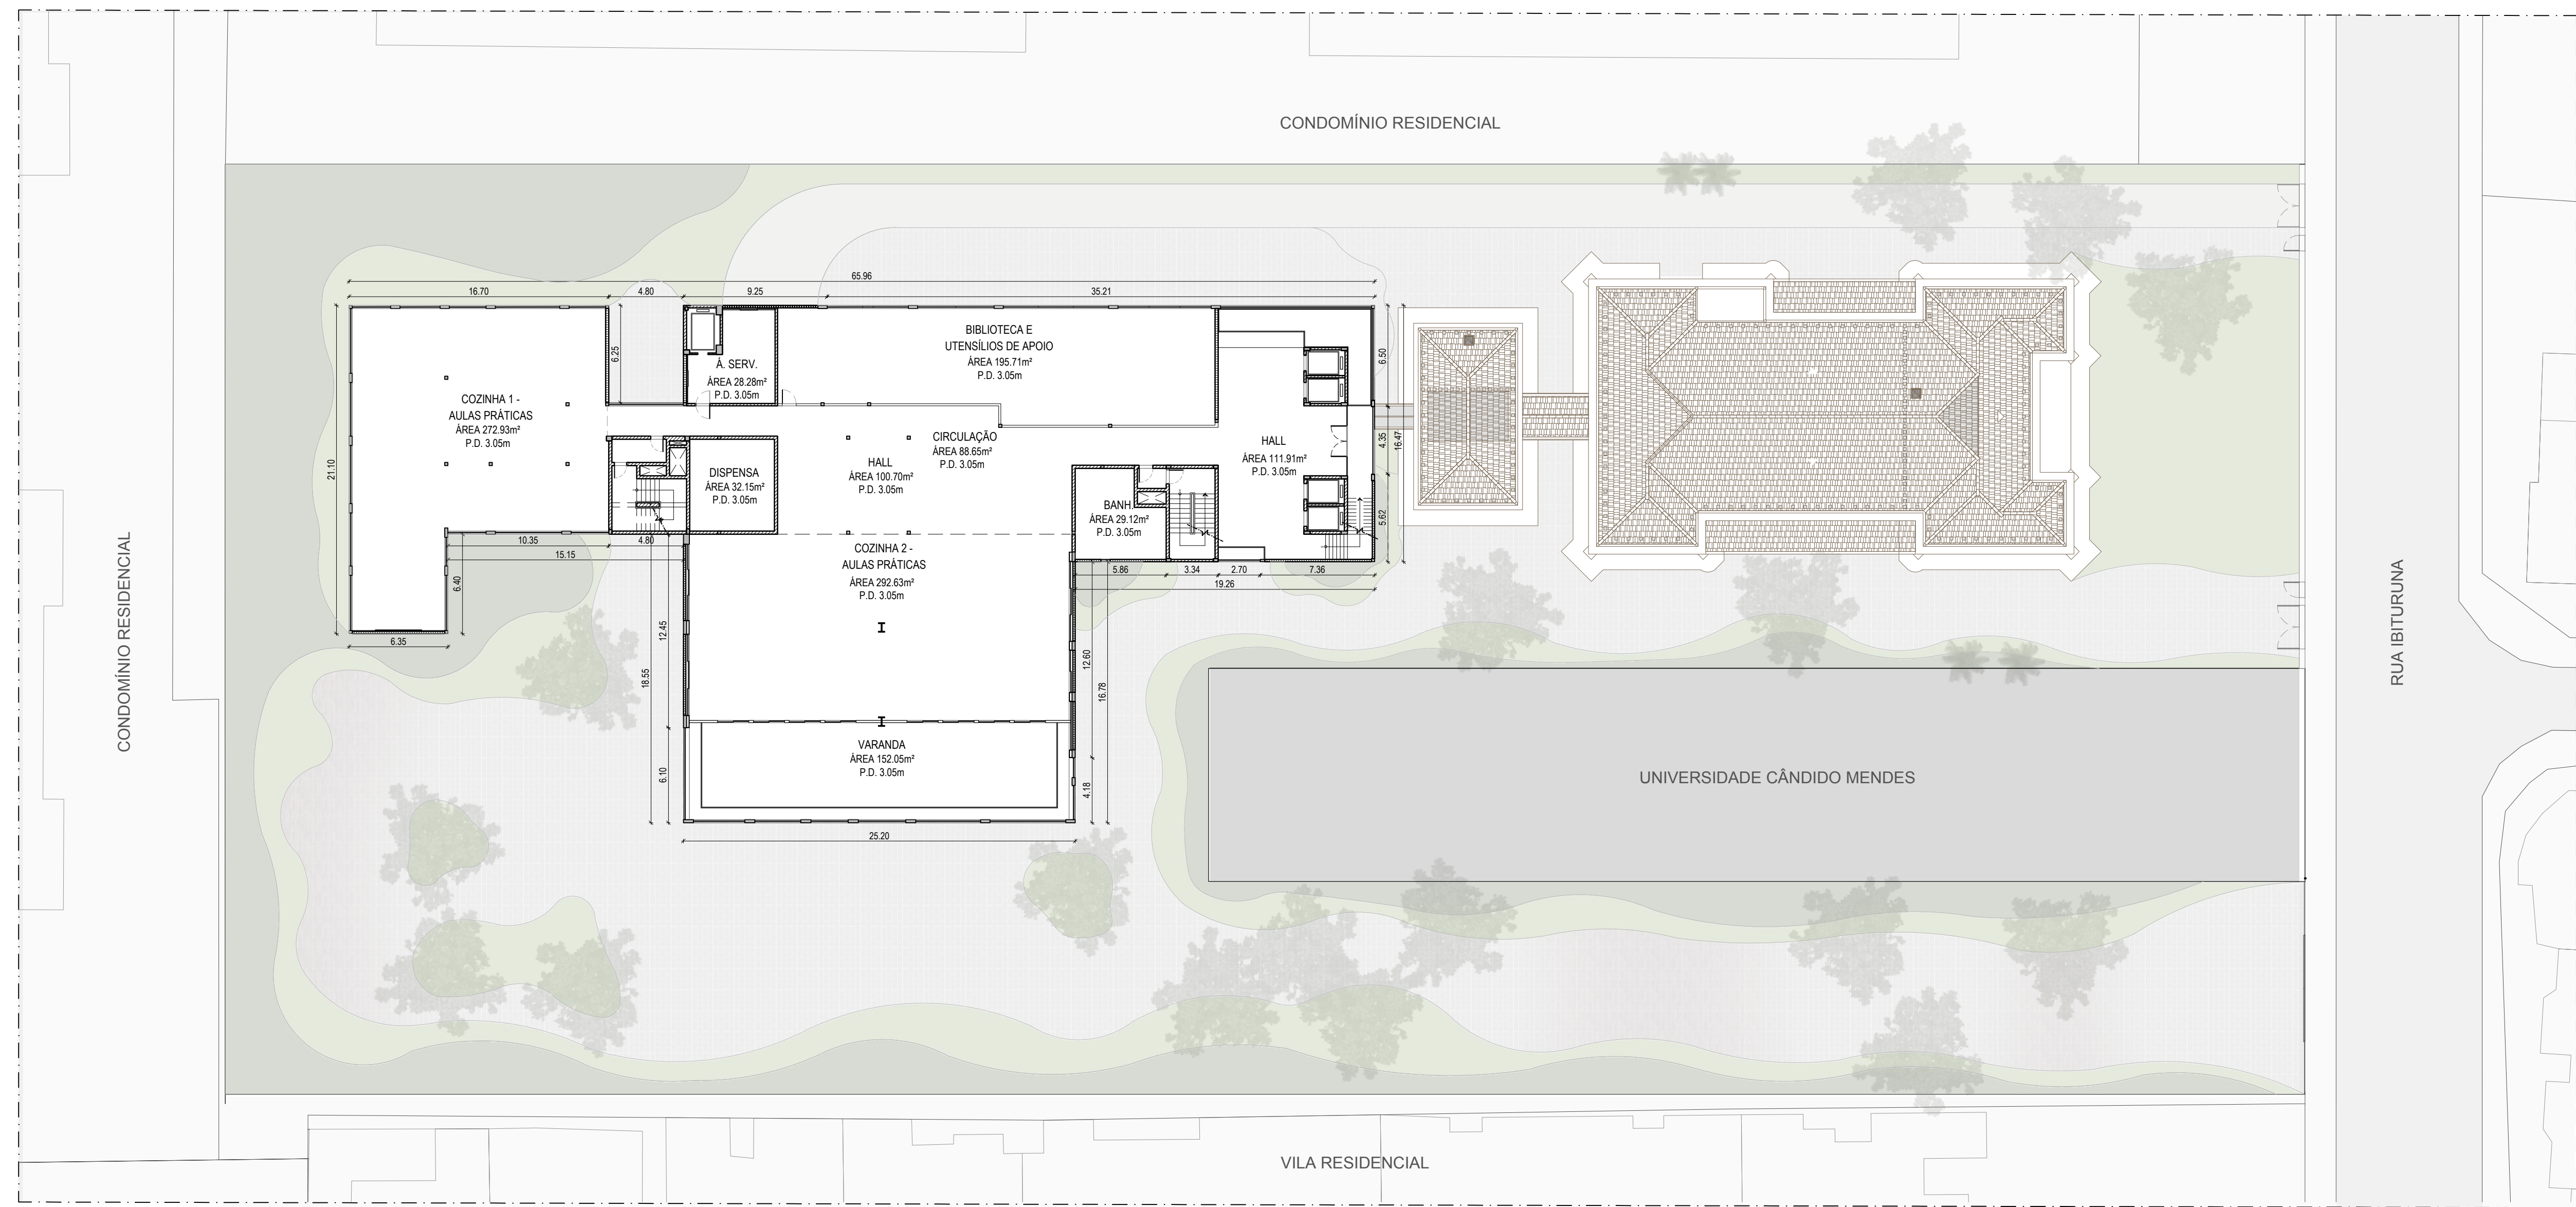 CONDOMÍNIO RESIDENCIAL
65.96
16.70
4.80
9.25
35.21
BIBLIOTECA E
UTENSÍLIOS DE APOIO
ÁREA 195.71m²
P.D. 3.05m
6.25
Á. SERV.
ÁREA 28.28m²
P.D. 3.05m
6.50
COZINHA 1 -
AULAS PRÁTICAS
ÁREA 272.93m²
P.D. 3.05m
CIRCULAÇÃO
ÁREA 88.65m²
P.D. 3.05m
HALL
ÁREA 111.91m²
P.D. 3.05m
4.35
16.47
21.10
DISPENSA
ÁREA 32.15m²
P.D. 3.05m
HALL
ÁREA 100.70m²
P.D. 3.05m
BANH.
ÁREA 29.12m²
P.D. 3.05m
5.62
10.35
4.80
15.15
COZINHA 2 -
AULAS PRÁTICAS
ÁREA 292.63m²
P.D. 3.05m
5.86
3.34
2.70
7.36
19.26
6.40
6.35
12.45
18.55
12.60
16.78
CONDOMÍNIO RESIDENCIAL
RUA IBITURUNA
VARANDA
ÁREA 152.05m²
P.D. 3.05m
6.10
4.18
UNIVERSIDADE CÂNDIDO MENDES
25.20
VILA RESIDENCIAL